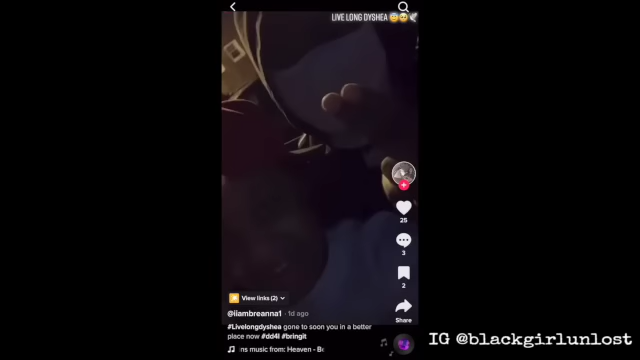 LIVE LONG DYSHEA 😇🥺🕊
25
3
2
Share
View links (2)
@iiambreanna1 · 1d ago
#Livelongdyshea gone to soon you in a better
place now #dd4l #bringit
ns music from: Heaven - Be
IG @blackgirlunlost